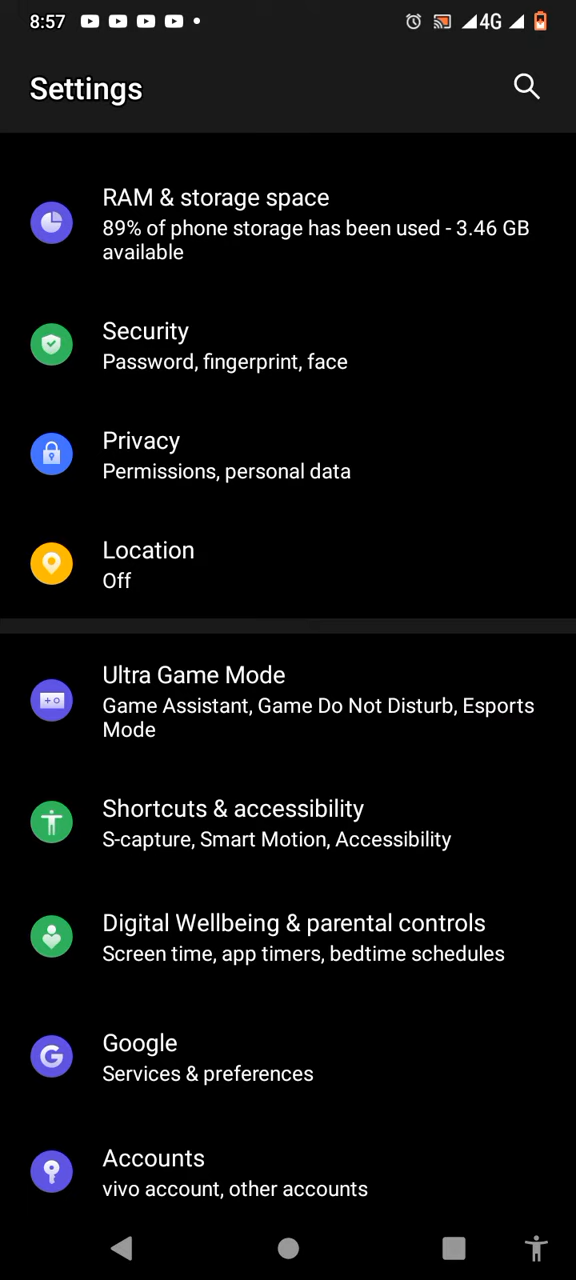 8:57
4G
Settings
RAM & storage space
89% of phone storage has been used - 3.46 GB
available
Security
Password, fingerprint, face
Privacy
Permissions, personal data
Location
Off
Ultra Game Mode
Game Assistant, Game Do Not Disturb, Esports
Mode
Shortcuts & accessibility
S-capture, Smart Motion, Accessibility
Digital Wellbeing & parental controls
Screen time, app timers, bedtime schedules
Google
Services & preferences
Accounts
vivo account, other accounts